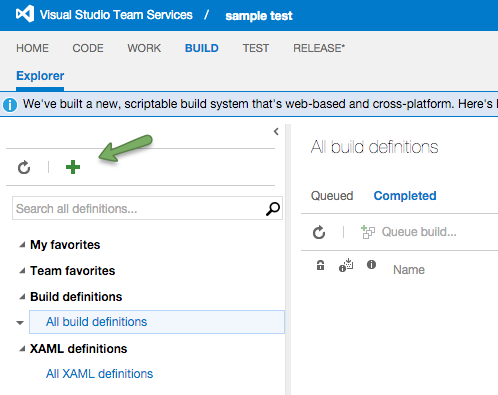 Visual Studio Team Services / sample test
HOME CODE WORK BUILD TEST RELEASE*
Explorer
We've built a new, scriptable build system that's web-based and cross-platform. Here's
All build definitions
Queued Completed
Search all definitions...
Queue build...
My favorites
Name
Team favorites
Build definitions
All build definitions
XAML definitions
All XAML definitions